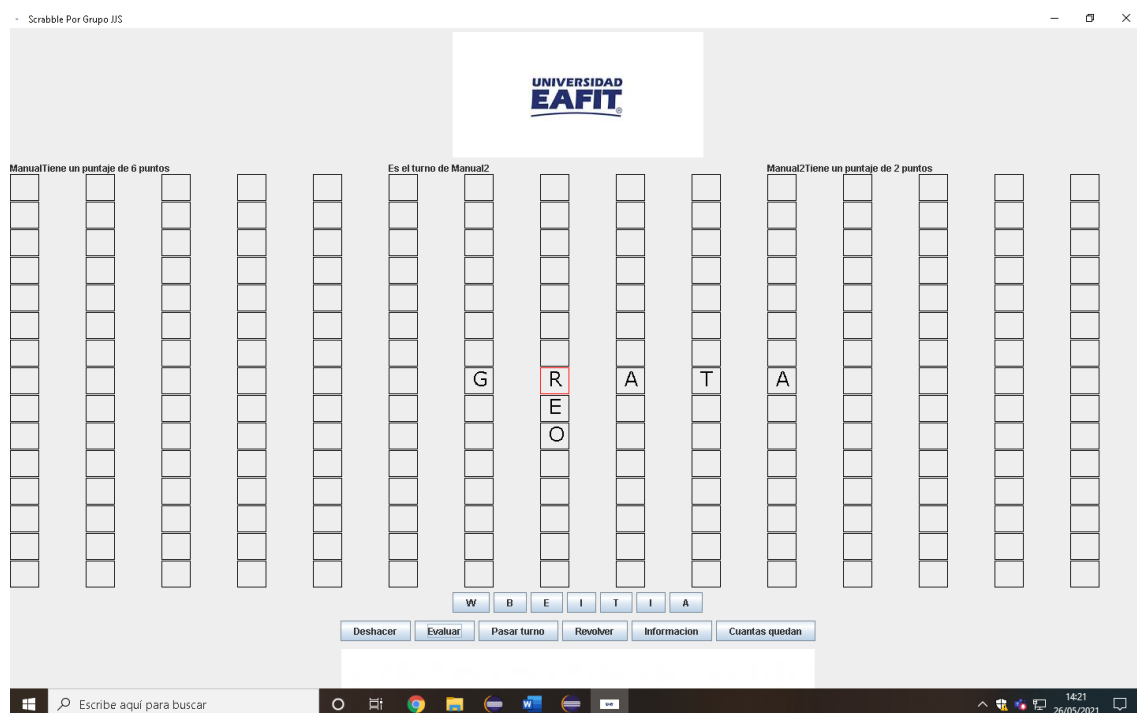 Scrabble Por Grupo JJS
UNIVERSIDAD
EAFIT®
ManualTiene un puntaje de 6 puntos Es el turno de Manual2 Manual2Tiene un puntaje de 2 puntos
G R A T A
E
O
W B E I T I A
Deshacer Evaluar Pasar turno Revolver Informacion Cuantas quedan
Escribe aquí para buscar
14:21
26/05/2021